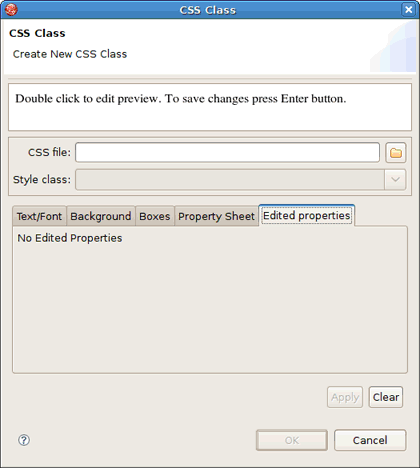 CSS Class
CSS Class
Create New CSS Class
Double click to edit preview. To save changes press Enter button.
CSS file:
Style class:
Text/Font Background Boxes Property Sheet Edited properties
No Edited Properties
Apply Clear
? OK Cancel